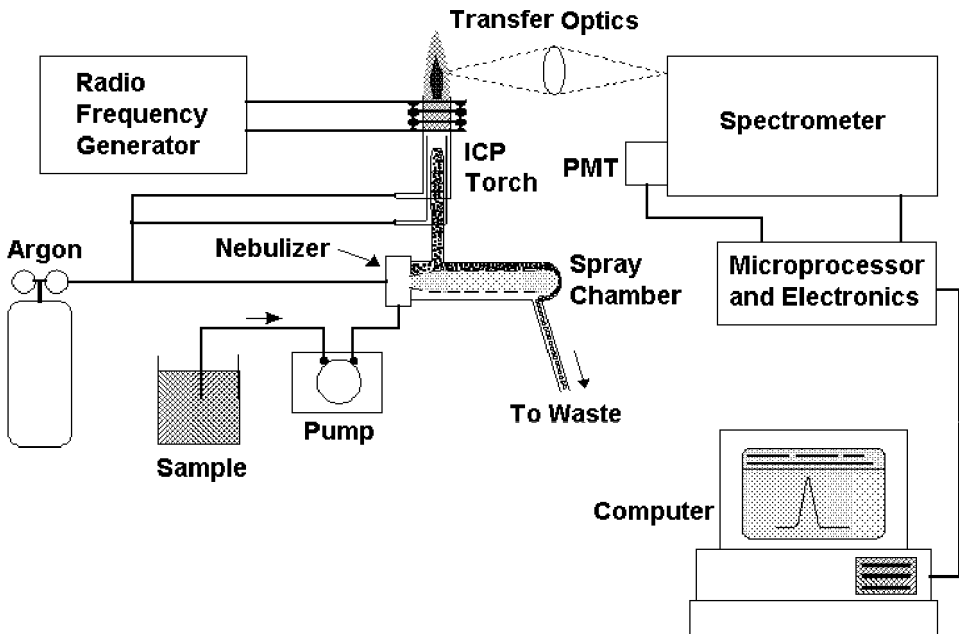 Transfer Optics
Radio
Frequency
Generator
Spectrometer
ICP
Torch
PMT
Argon
Nebulizer
Spray
Chamber
Microprocessor
and Electronics
To Waste
Pump
Sample
Computer